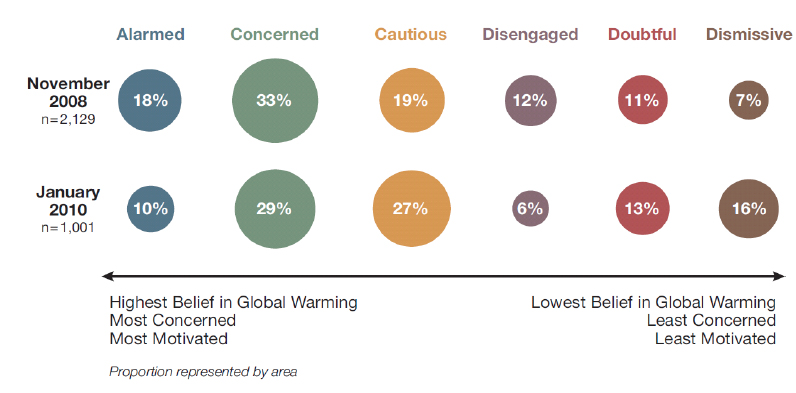 Alarmed Concerned Cautious Disengaged Doubtful Dismissive
November
2008
n=2,129
18% 33% 19% 12% 11% 7%
January
2010
n=1,001
10% 29% 27% 6% 13% 16%
Highest Belief in Global Warming
Most Concerned
Most Motivated
Lowest Belief in Global Warming
Least Concerned
Least Motivated
Proportion represented by area